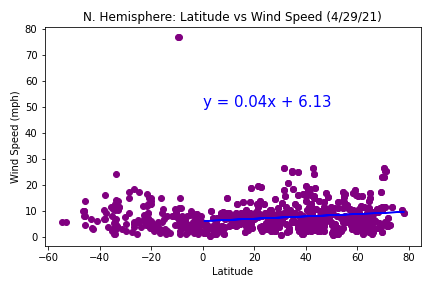 N. Hemisphere: Latitude vs Wind Speed (4/29/21)
80
70
60
50
40
30
20
10
0
Wind Speed (mph)
y = 0.04x + 6.13
−60 −40 −20 0 20 40 60 80
Latitude